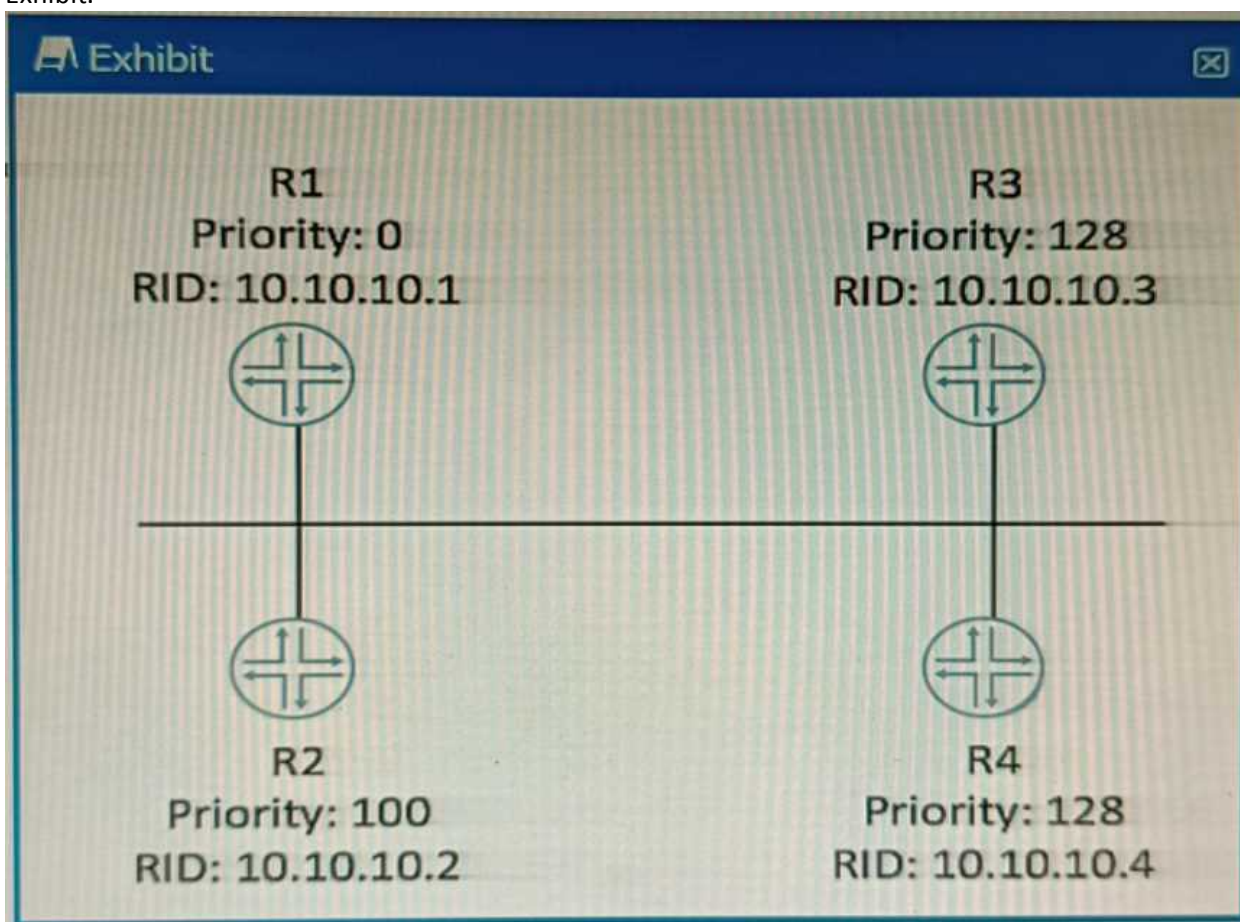 Exhibit
R1
Priority: 0
RID: 10.10.10.1
R3
Priority: 128
RID: 10.10.10.3
R2
Priority: 100
RID: 10.10.10.2
R4
Priority: 128
RID: 10.10.10.4